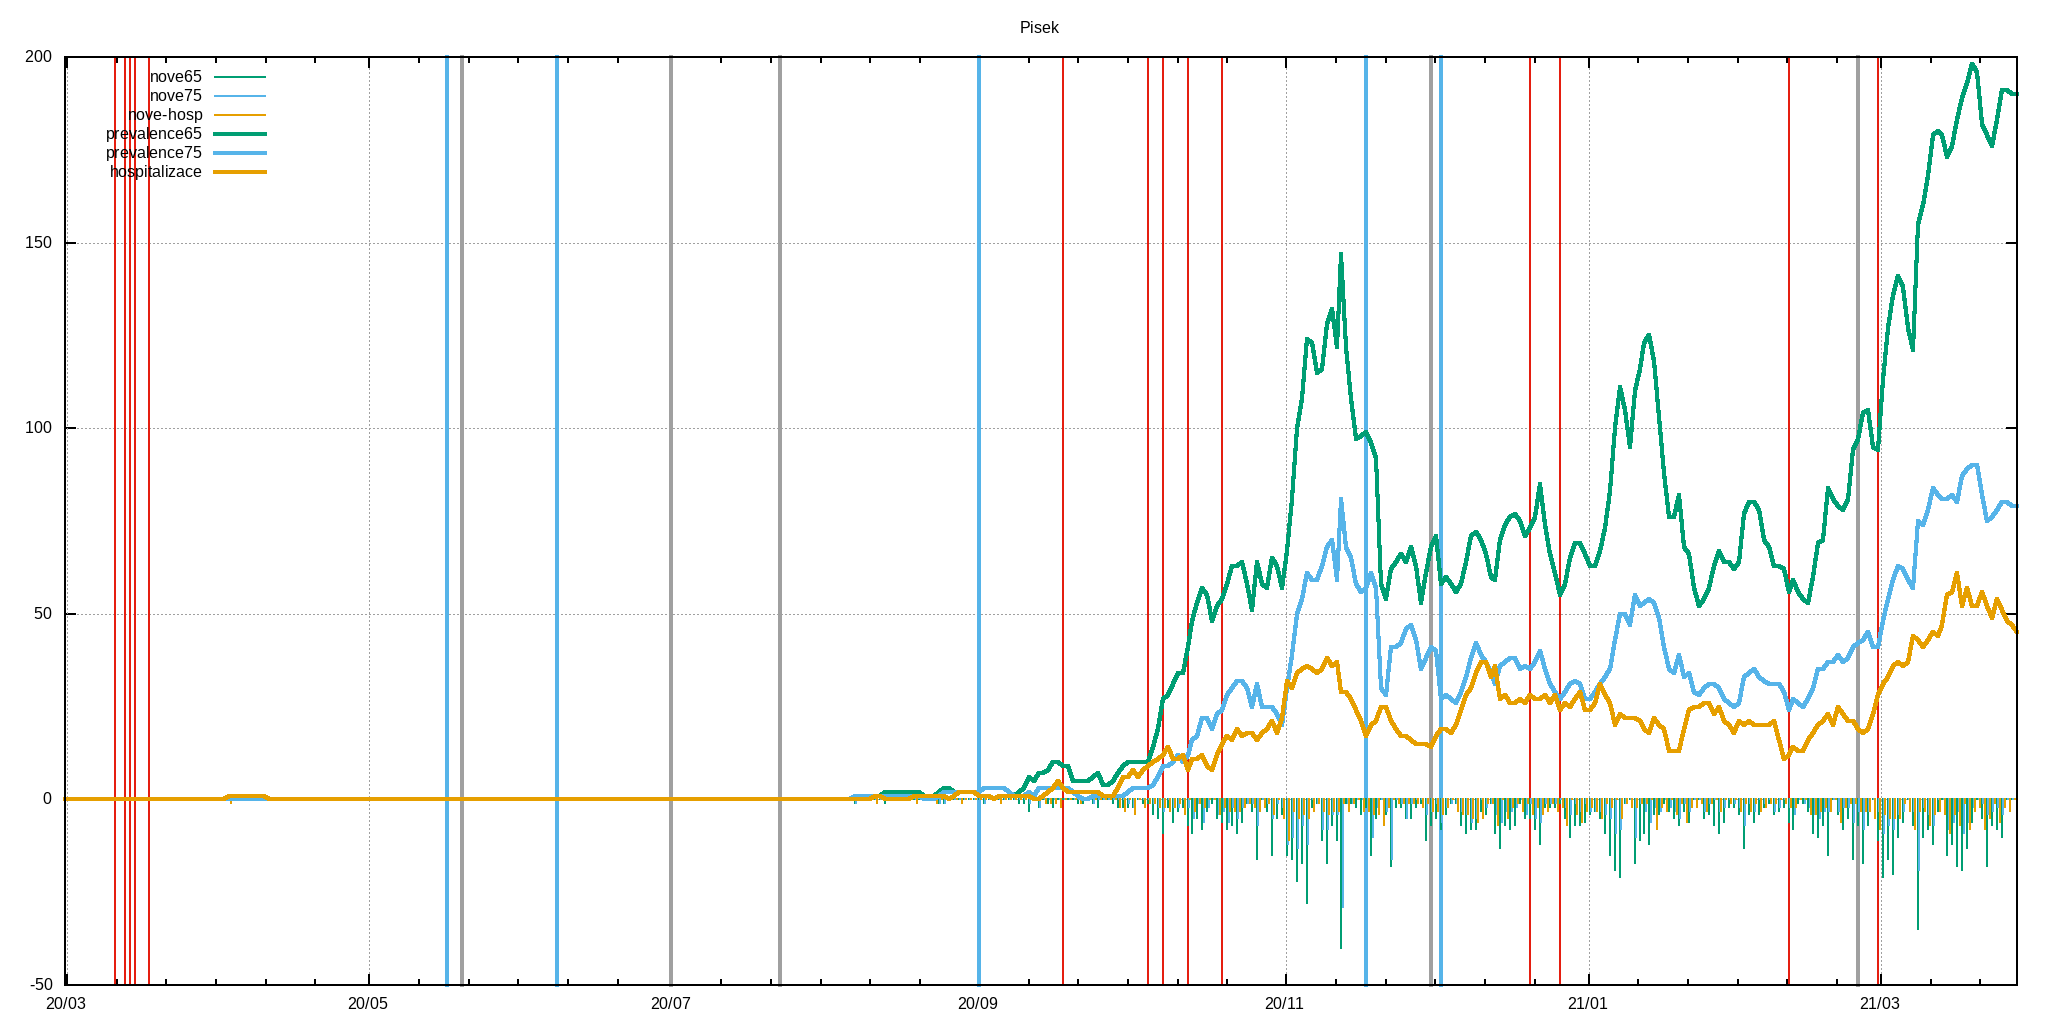 Pisek
200
150
100
50
0
-50
nove65
nove75
nove-hosp
prevalence65
prevalence75
hospitalizace
20/03 20/05 20/07 20/09 20/11 21/01 21/03